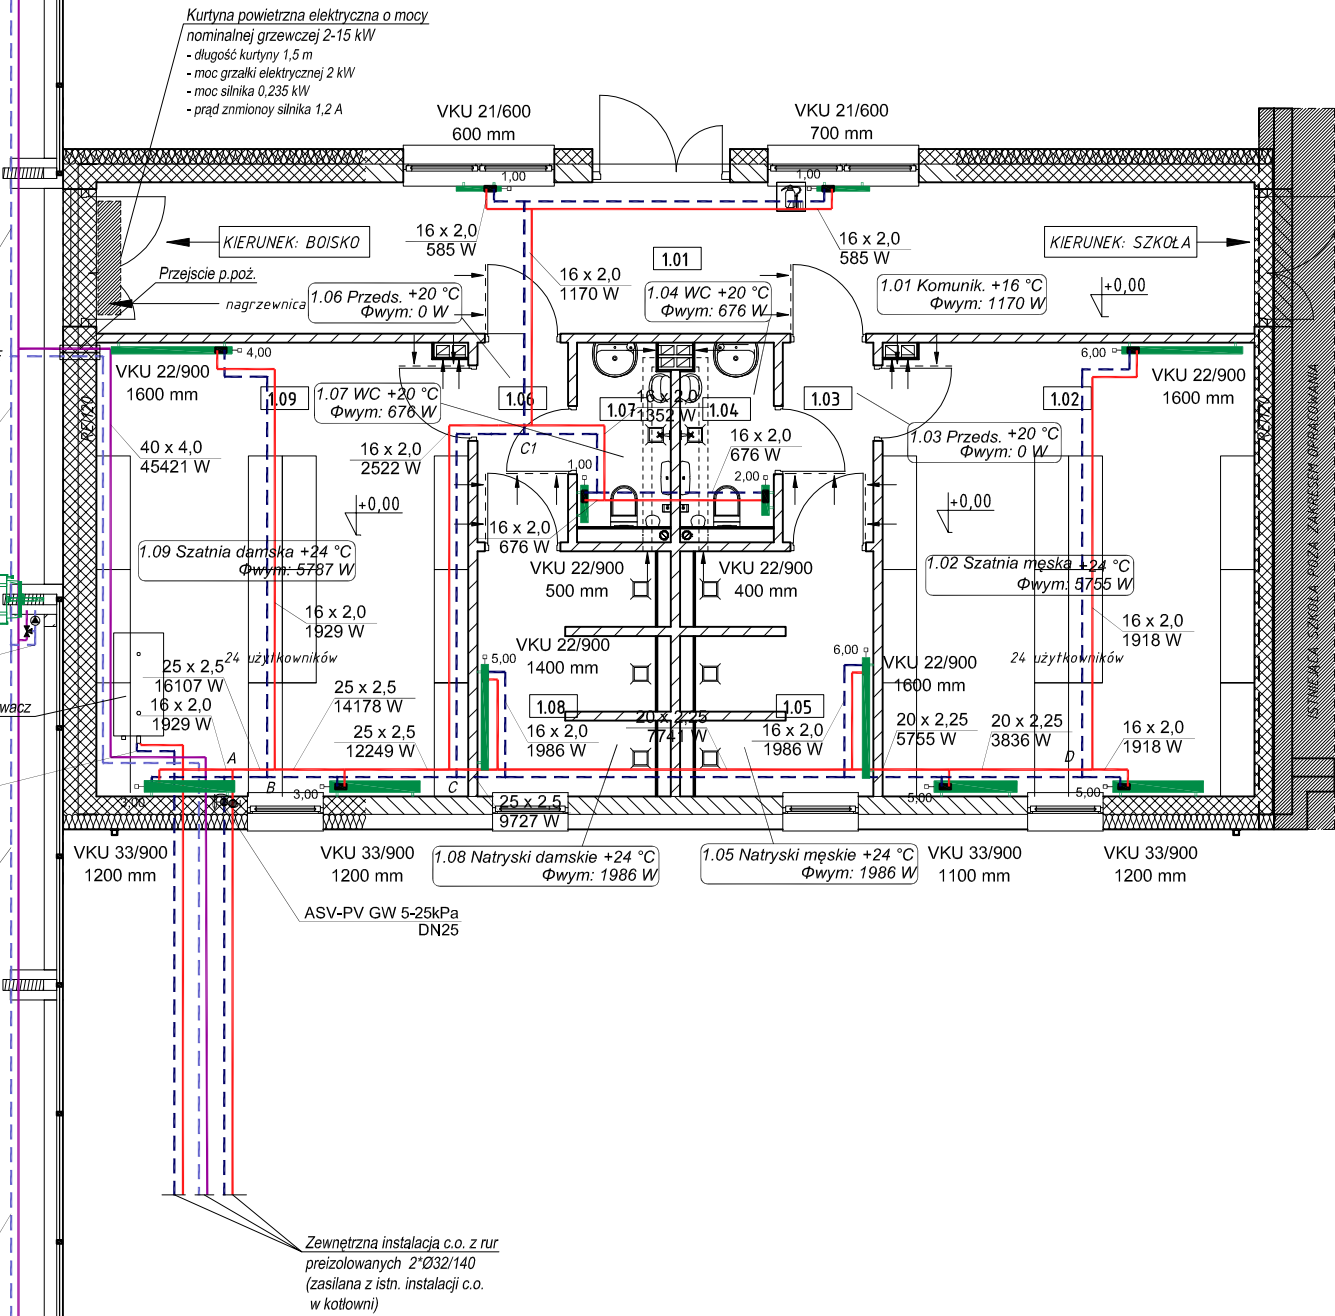 Kurtyna powietrzna elektryczna o mocy
nominalnej grzewczej 2-15 kW
- długość kurtyny 1,5 m
- moc grzałki elektrycznej 2 kW
- moc silnika 0,235 kW
- prąd znmionoy silnika 1,2 A
VKU 21/600
600 mm
VKU 21/600
700 mm
1,00
1,00
16 x 2,0
585 W
16 x 2,0
585 W
KIERUNEK: BOISKO
KIERUNEK: SZKOŁA
Przejscie p.poż.
nagrzewnica
16 x 2,0
1170 W
1.01
1.06 Przeds. +20 °C
Φwym: 0 W
1.04 WC +20 °C
Φwym: 676 W
1.01 Komunik. +16 °C
Φwym: 1170 W
+0,00
4,00
6,00
VKU 22/900
1600 mm
VKU 22/900
1600 mm
1.09
1.07 WC +20 °C
Φwym: 676 W
1.06
1.07
16 x 2,0
1352 W
1.04
1.03
1.02
40 x 4,0
45421 W
16 x 2,0
2522 W
C1
1,00
16 x 2,0
676 W
2,00
1.03 Przeds. +20 °C
Φwym: 0 W
+0,00
+0,00
16 x 2,0
676 W
1.09 Szatnia damska +24 °C
Φwym: 5787 W
VKU 22/900
500 mm
VKU 22/900
400 mm
1.02 Szatnia męska +24 °C
Φwym: 5755 W
16 x 2,0
1929 W
16 x 2,0
1918 W
24 użytkowników
24 użytkowników
VKU 22/900
1400 mm
5,00
6,00
VKU 22/900
1600 mm
25 x 2,5
16107 W
16 x 2,0
1929 W
25 x 2,5
14178 W
25 x 2,5
12249 W
1.08
16 x 2,0
1986 W
20 x 2,25
7741 W
1.05
16 x 2,0
1986 W
20 x 2,25
5755 W
20 x 2,25
3836 W
16 x 2,0
1918 W
wacz
A
B
C
D
3,00
3,00
5,00
5,00
25 x 2,5
9727 W
VKU 33/900
1200 mm
VKU 33/900
1200 mm
1.08 Natryski damskie +24 °C
Φwym: 1986 W
1.05 Natryski męskie +24 °C
Φwym: 1986 W
VKU 33/900
1100 mm
VKU 33/900
1200 mm
ASV-PV GW 5-25kPa
DN25
Zewnętrzna instalacją c.o. z rur
preizolowanych 2*Ø32/140
(zasilana z istn. instalacji c.o.
w kotłowni)